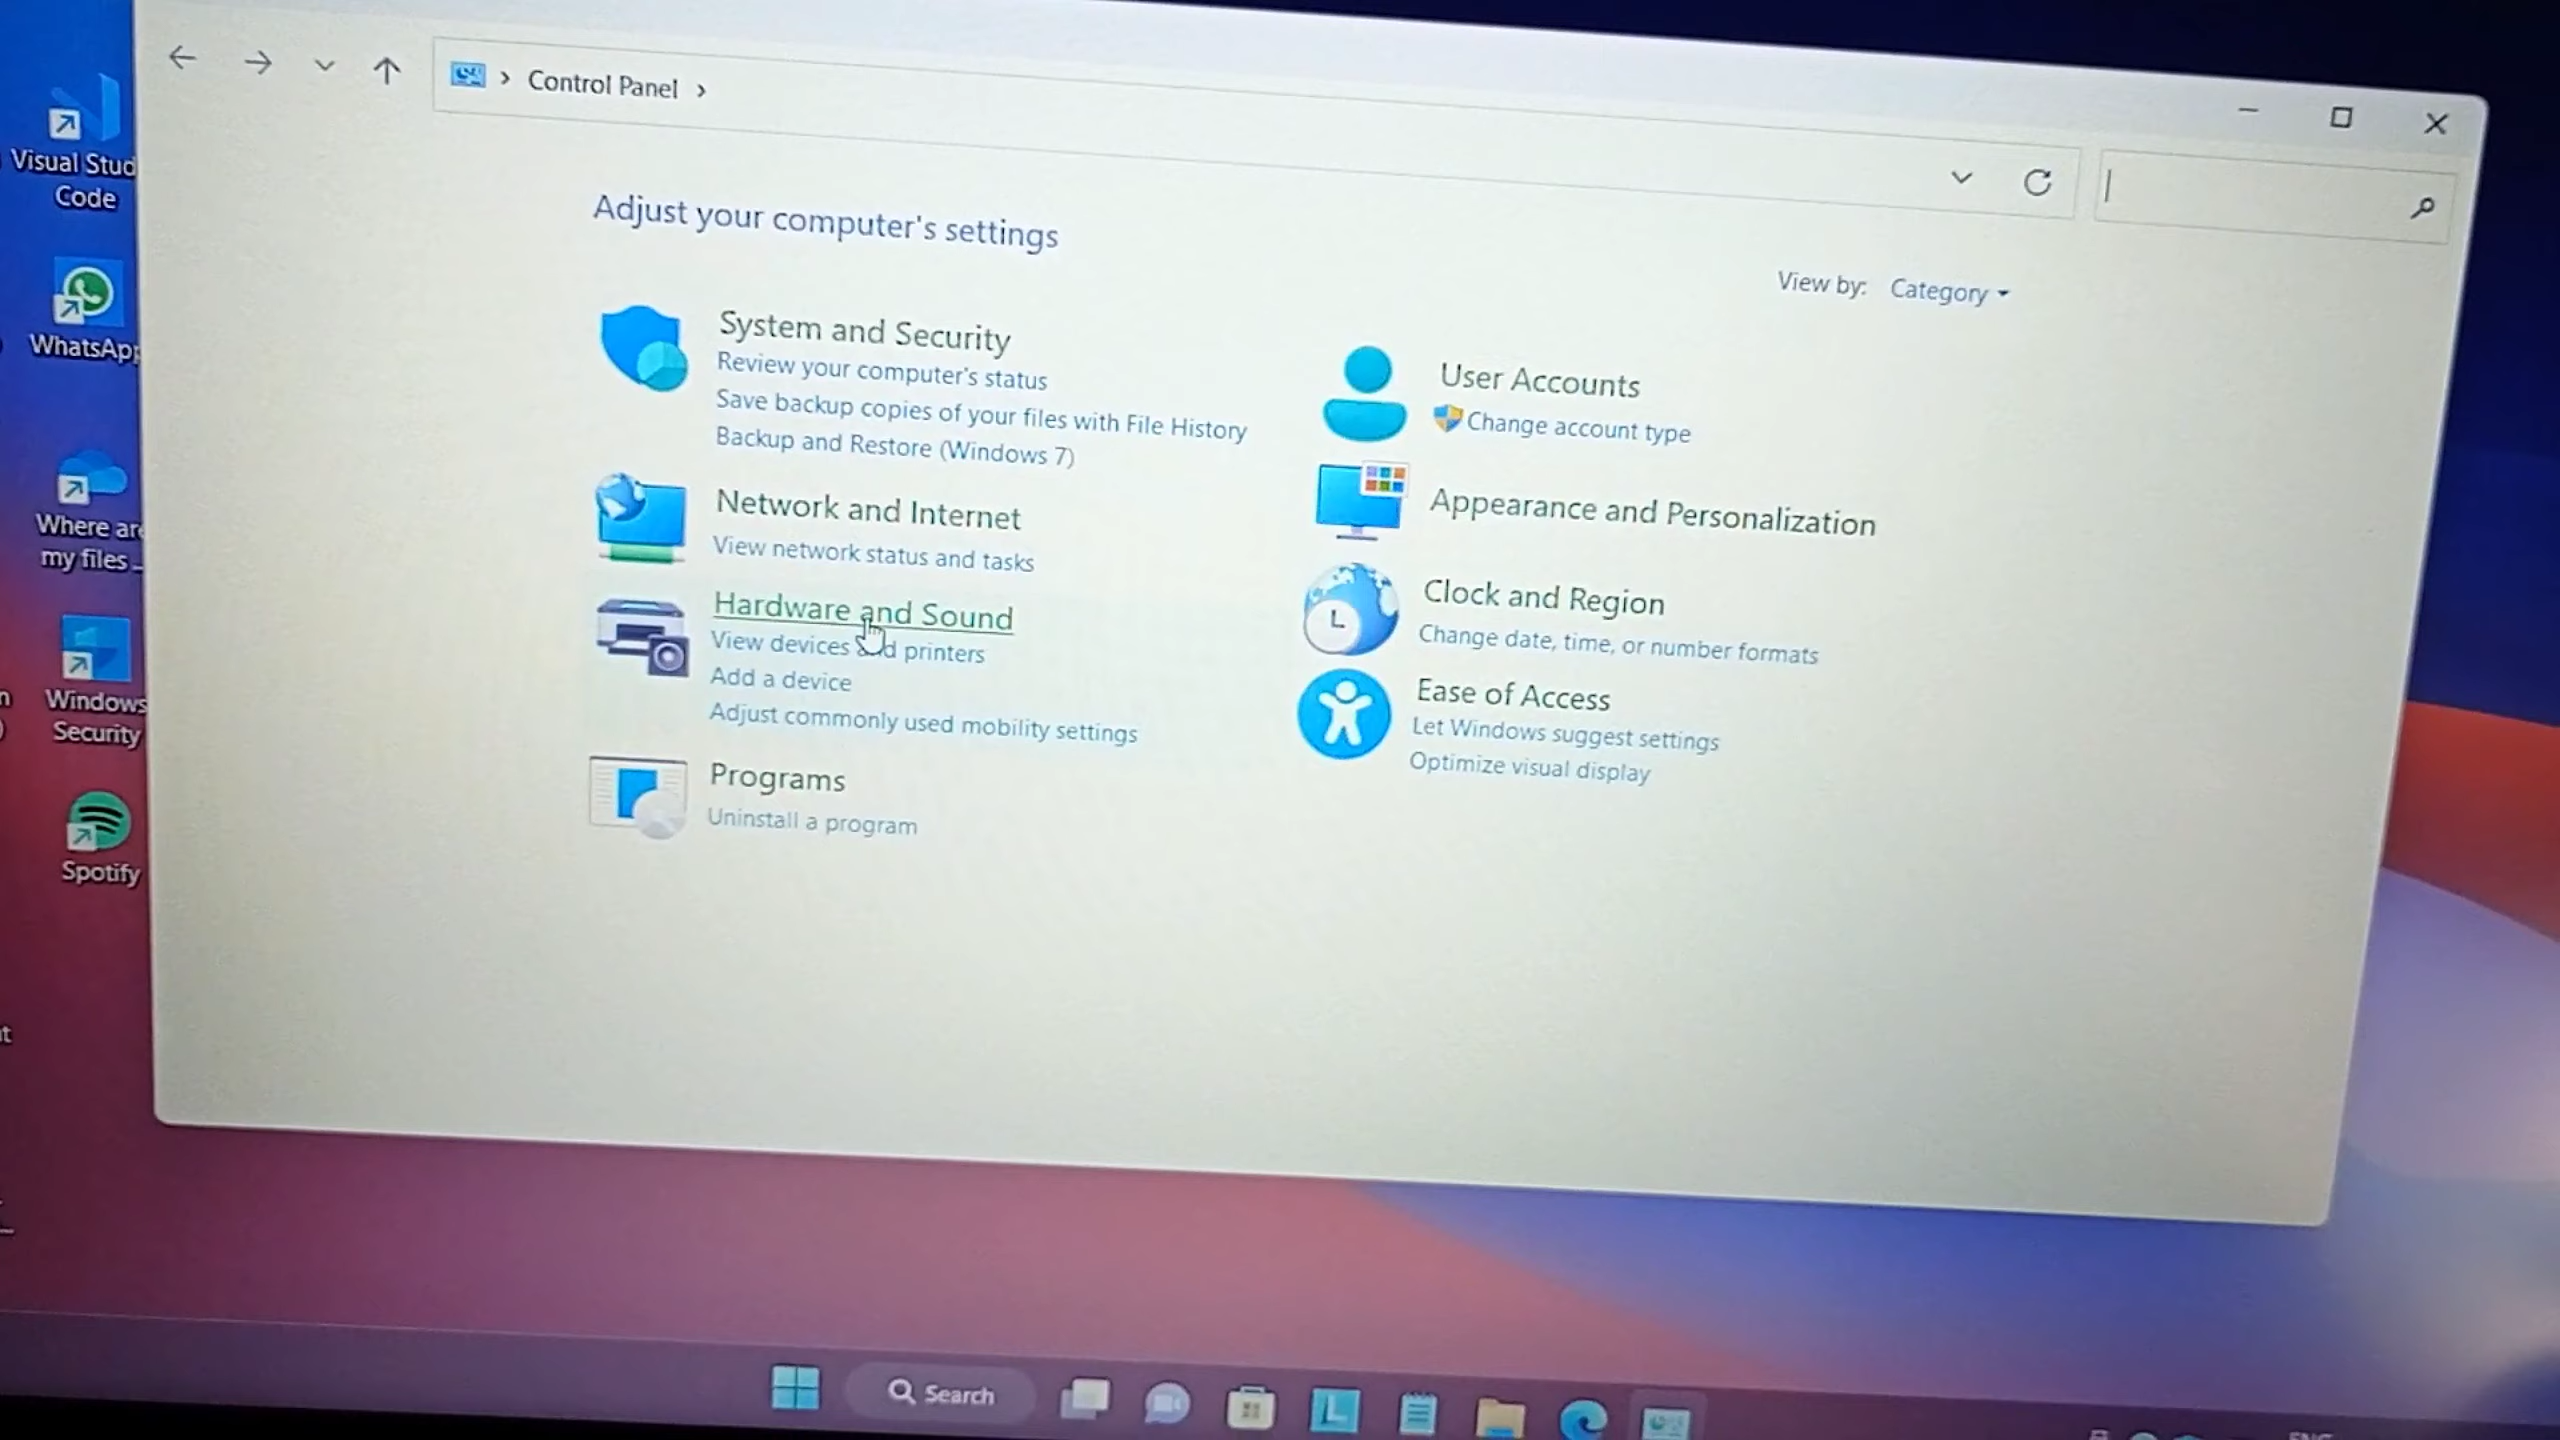 Control Panel
Adjust your computer's settings
View by: Category
System and Security
Review your computer's status
Save backup copies of your files with File History
Backup and Restore (Windows 7)
Network and Internet
View network status and tasks
Hardware and Sound
View devices and printers
Add a device
Adjust commonly used mobility settings
Programs
Uninstall a program
User Accounts
Change account type
Appearance and Personalization
Clock and Region
Change date, time, or number formats
Ease of Access
Let Windows suggest settings
Optimize visual display
Visual Stud
Code
WhatsApp
Where are
my files
Windows
Security
Spotify
Search